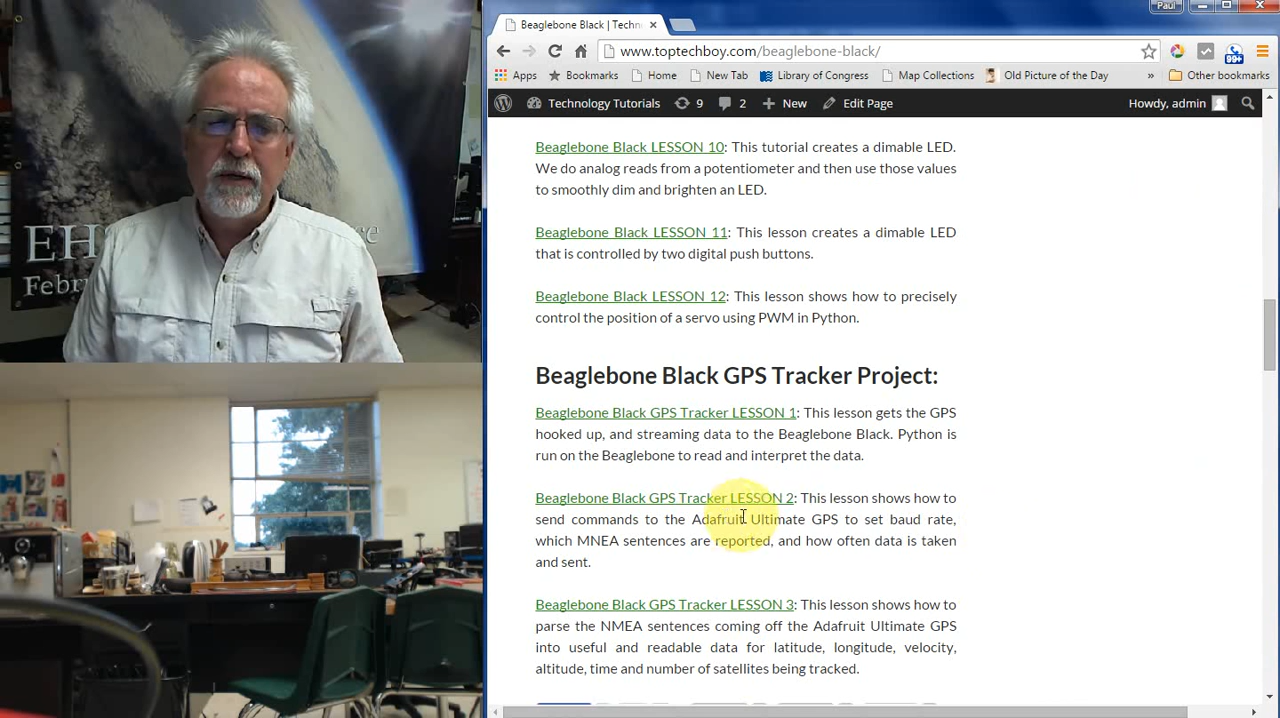 EH
Febr
ce
Paul
Beaglebone Black | Techn
www.toptechboy.com/beaglebone-black/
Apps Bookmarks Home New Tab Library of Congress Map Collections Old Picture of the Day » Other bookmarks
99+
Technology Tutorials 9 2 New Edit Page Howdy, admin
Beaglebone Black LESSON 10: This tutorial creates a dimable LED.
We do analog reads from a potentiometer and then use those values
to smoothly dim and brighten an LED.
Beaglebone Black LESSON 11: This lesson creates a dimable LED
that is controlled by two digital push buttons.
Beaglebone Black LESSON 12: This lesson shows how to precisely
control the position of a servo using PWM in Python.
Beaglebone Black GPS Tracker Project:
Beaglebone Black GPS Tracker LESSON 1: This lesson gets the GPS
hooked up, and streaming data to the Beaglebone Black. Python is
run on the Beaglebone to read and interpret the data.
Beaglebone Black GPS Tracker LESSON 2: This lesson shows how to
send commands to the Adafruit Ultimate GPS to set baud rate,
which MNEA sentences are reported, and how often data is taken
and sent.
Beaglebone Black GPS Tracker LESSON 3: This lesson shows how to
parse the NMEA sentences coming off the Adafruit Ultimate GPS
into useful and readable data for latitude, longitude, velocity,
altitude, time and number of satellites being tracked.